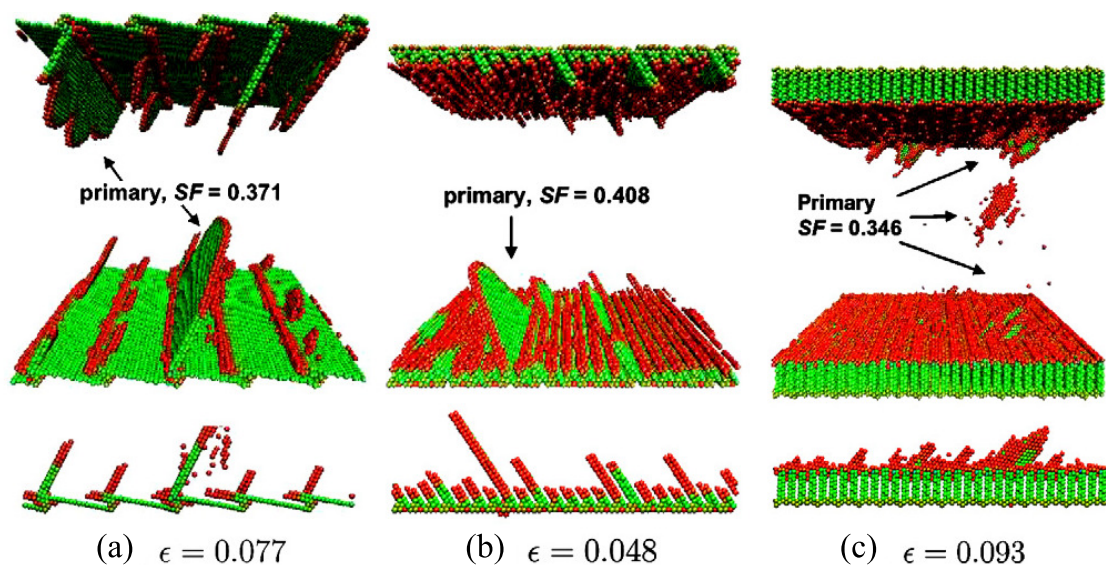 primary, SF = 0.371
primary, SF = 0.408
Primary
SF = 0.346
(a) ϵ = 0.077
(b) ϵ = 0.048
(c) ϵ = 0.093